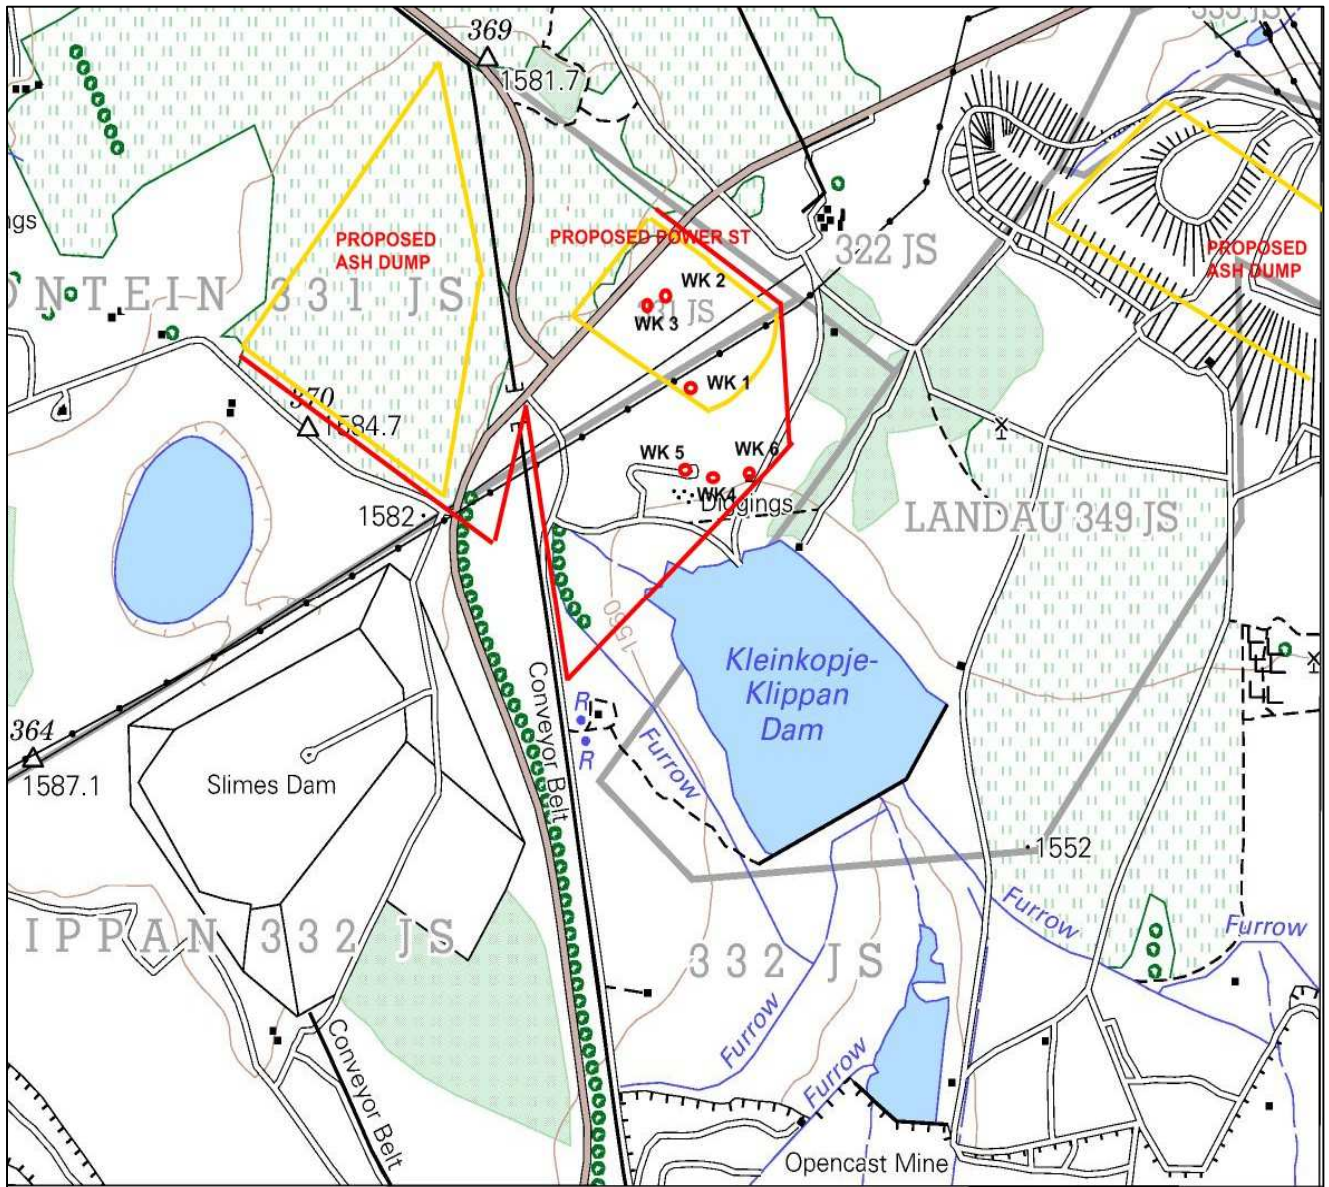 369
1581.7
333 JS
ngs
PROPOSED
ASH DUMP
PROPOSED POWER ST
322 JS
PROPOSED
ASH DUMP
ONTEIN 331 JS
WK 2
WK 3
JS
WK 1
370
1584.7
WK 5
WK 6
WK4
Diggings
1582
LANDAU 349 JS
1550
Kleinkopje-
Klippan
Dam
R
R
Furrow
Conveyor Belt
364
1587.1
Slimes Dam
1552
Furrow
Furrow
IPPAN 332 JS
332 JS
Furrow
Furrow
Conveyor Belt
Opencast Mine